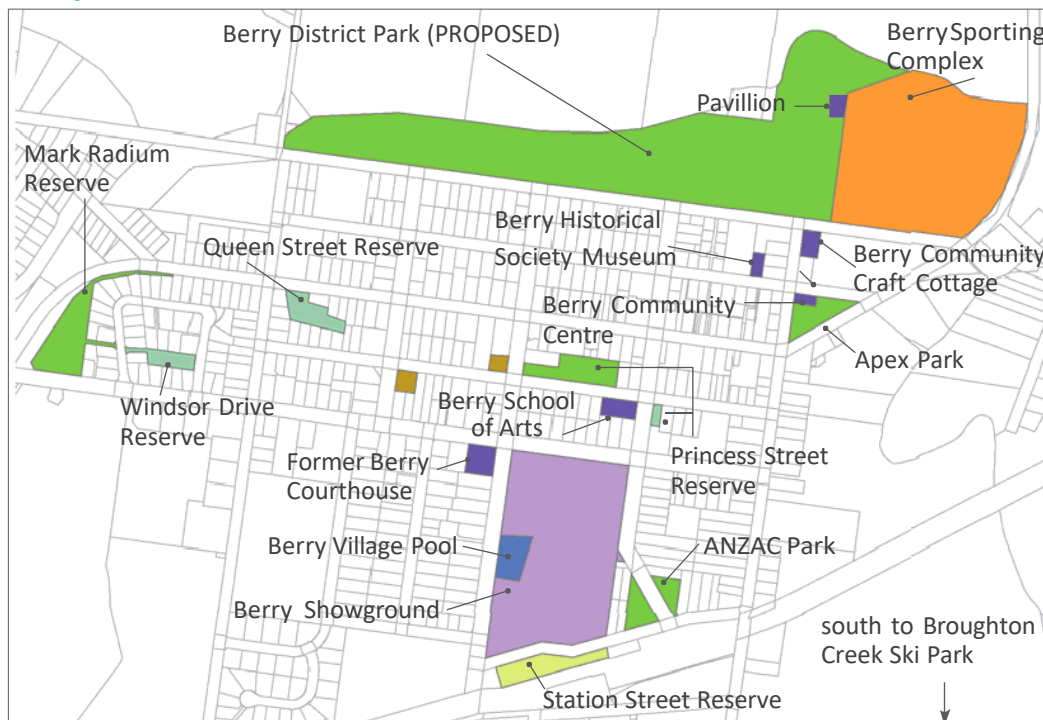 Berry District Park (PROPOSED)
Berry Sporting
Complex
Pavillion
Mark Radium
Reserve
Queen Street Reserve
Berry Historical
Society Museum
Berry Community
Craft Cottage
Berry Community
Centre
Apex Park
Windsor Drive
Reserve
Berry School
of Arts
Former Berry
Courthouse
Princess Street
Reserve
Berry Village Pool
ANZAC Park
Berry Showground
south to Broughton
Creek Ski Park
Station Street Reserve